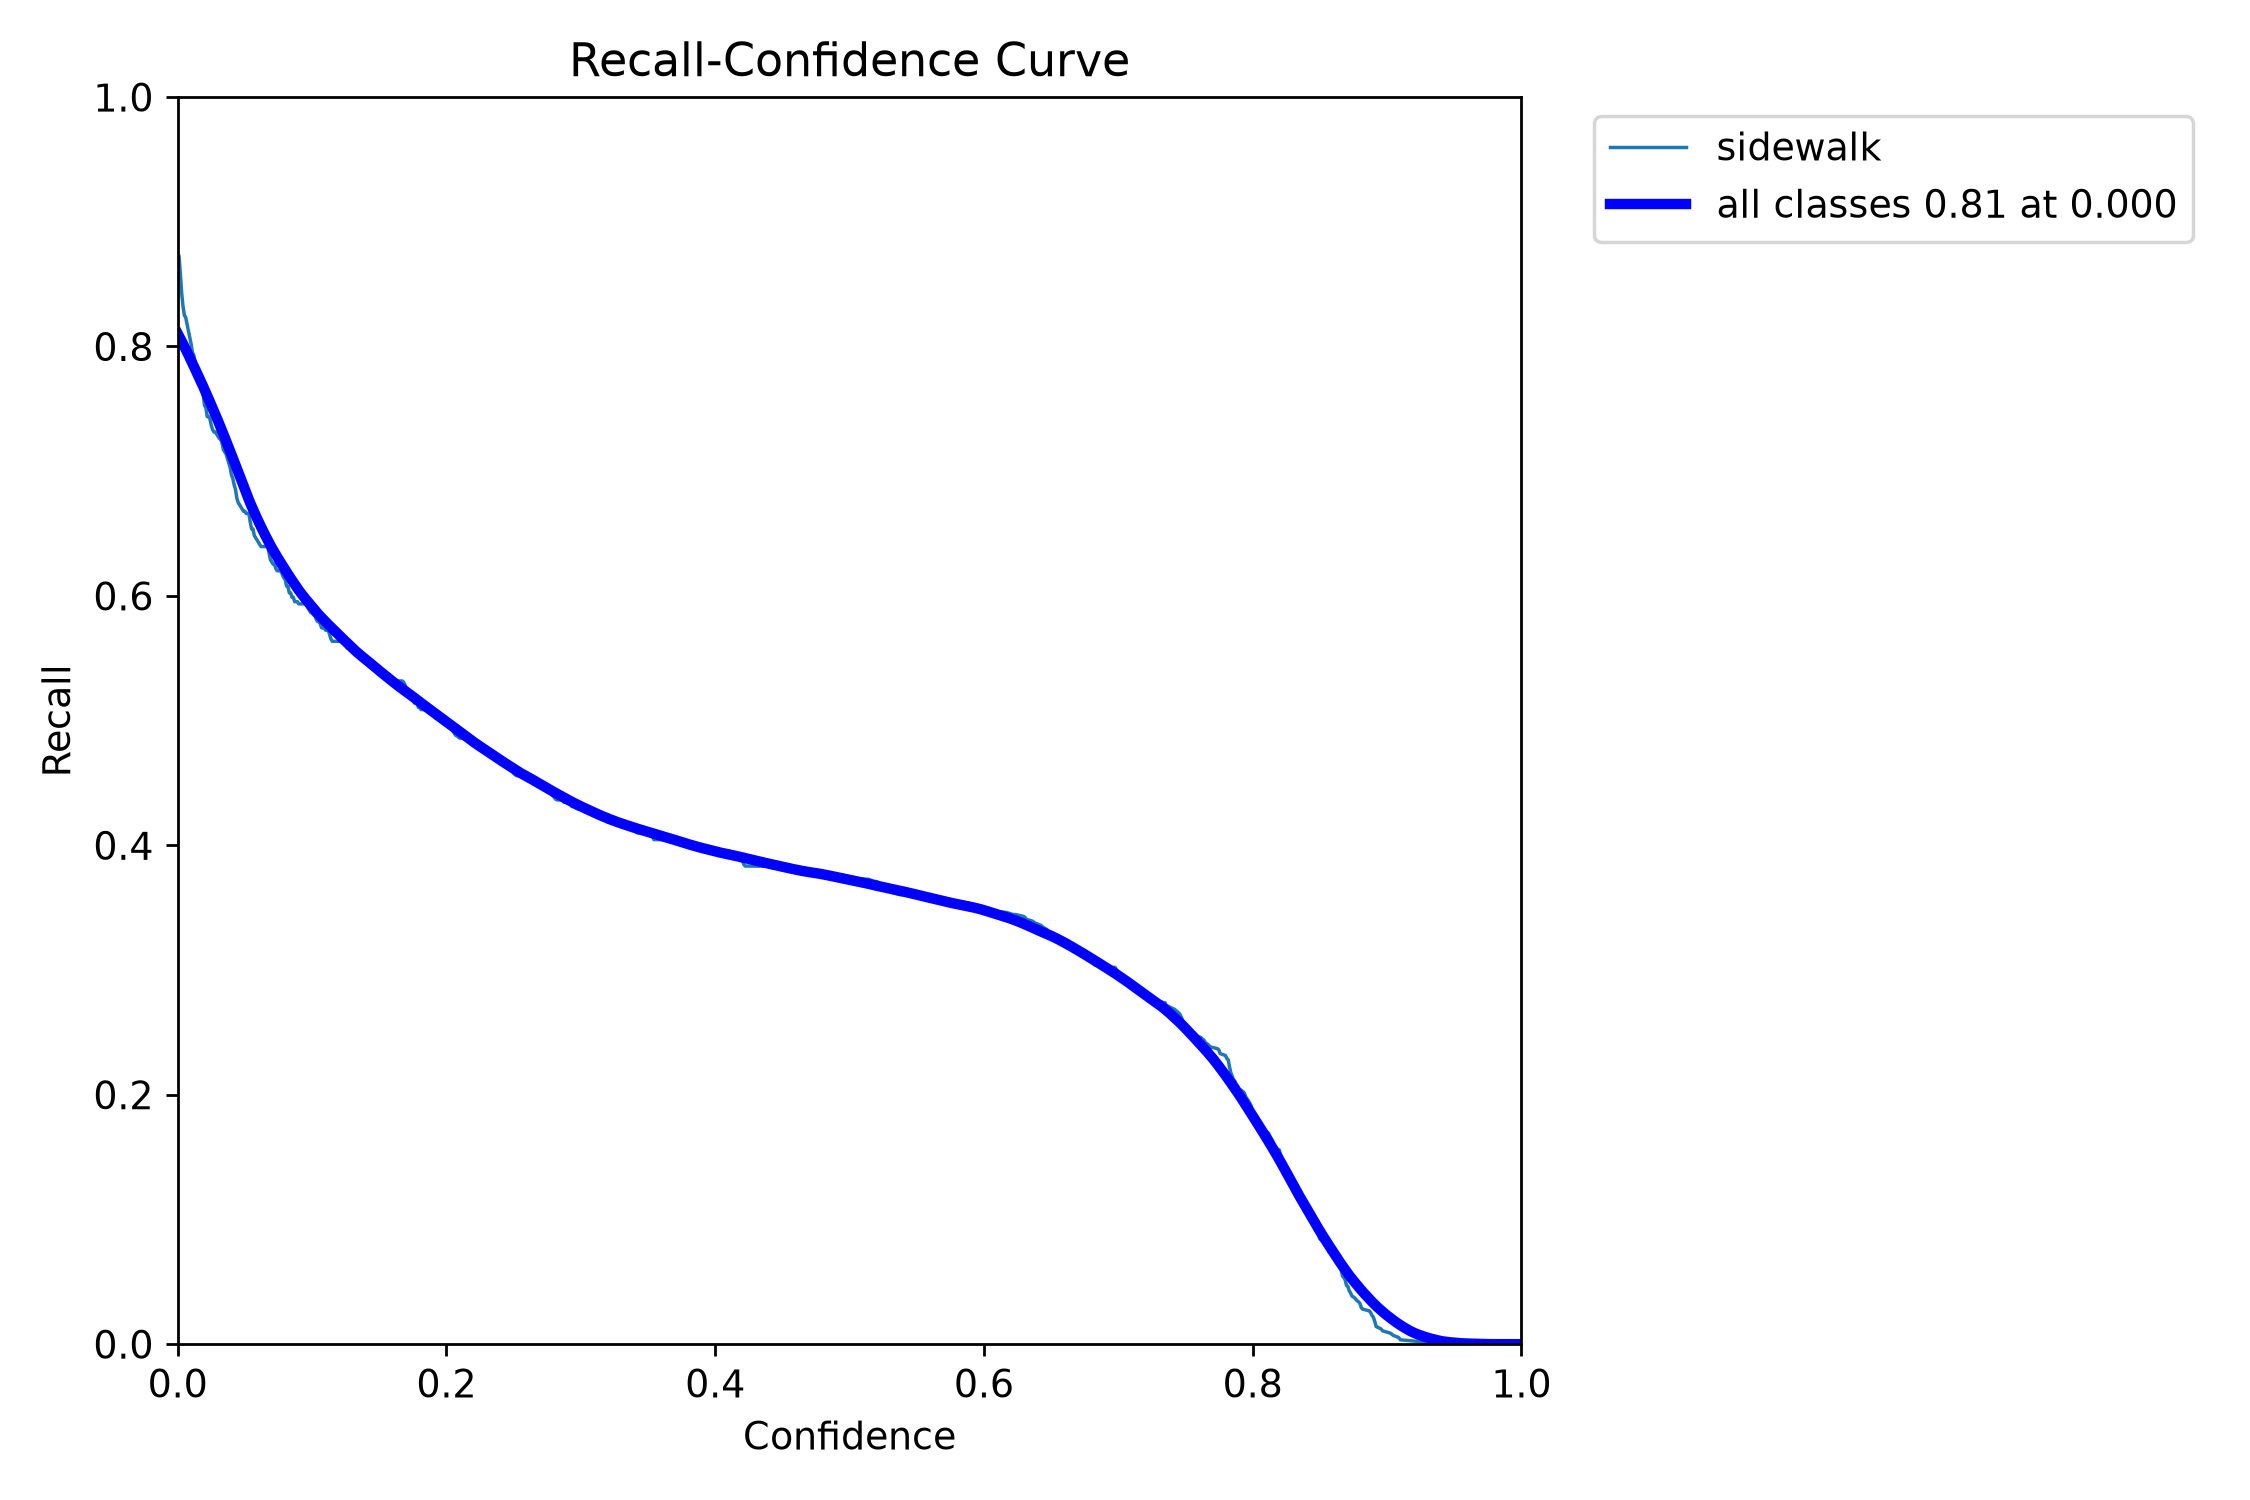 Recall-Confidence Curve
1.0
0.8
0.6
0.4
0.2
0.0
Recall
0.0 0.2 0.4 0.6 0.8 1.0
Confidence
sidewalk
all classes 0.81 at 0.000